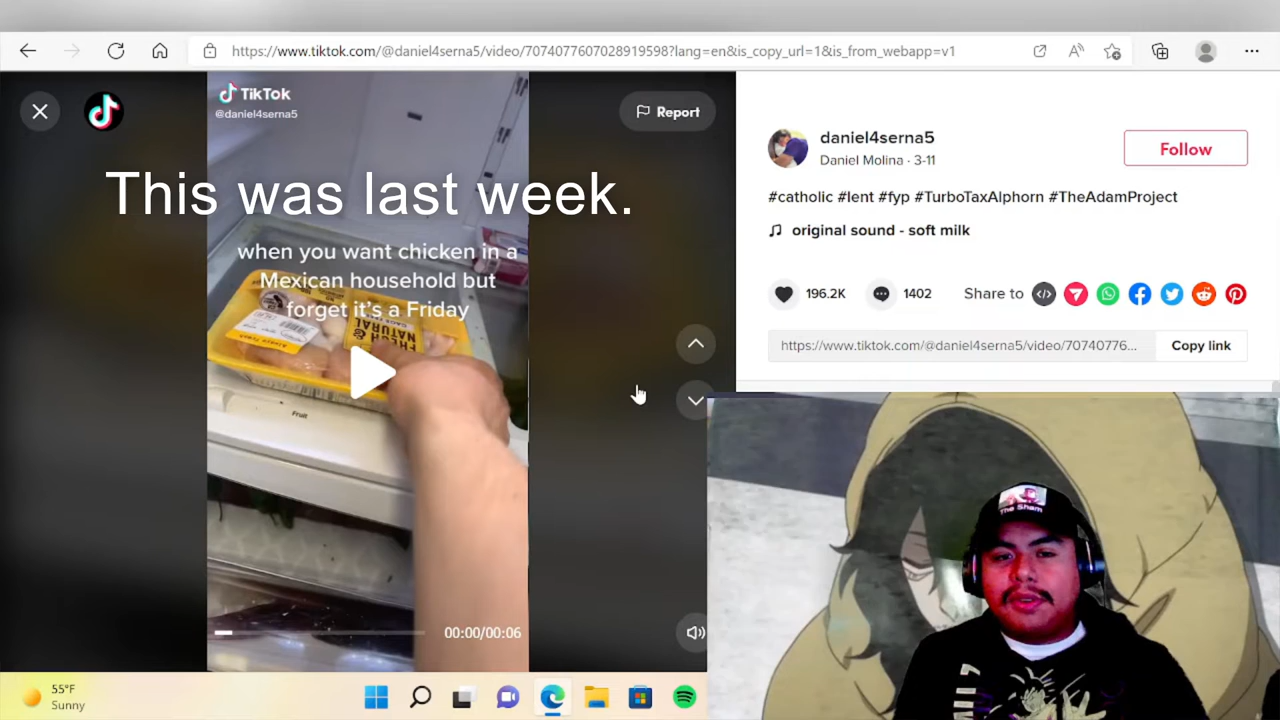 https://www.tiktok.com/@daniel4serna5/video/7074077607028919598?lang=en&is_copy_url=1&is_from_webapp=v1
TikTok
@daniel4serna5
Report
This was last week.
when you want chicken in a
Mexican household but
forget it's a Friday
FRESH
NATURAL
Fruit
00:00/00:06
daniel4serna5
Daniel Molina · 3-11
Follow
#catholic #lent #fyp #TurboTaxAlphorn #TheAdamProject
original sound - soft milk
196.2K
1402
Share to
https://www.tiktok.com/@daniel4serna5/video/70740776...
Copy link
The Sham
55°F
Sunny